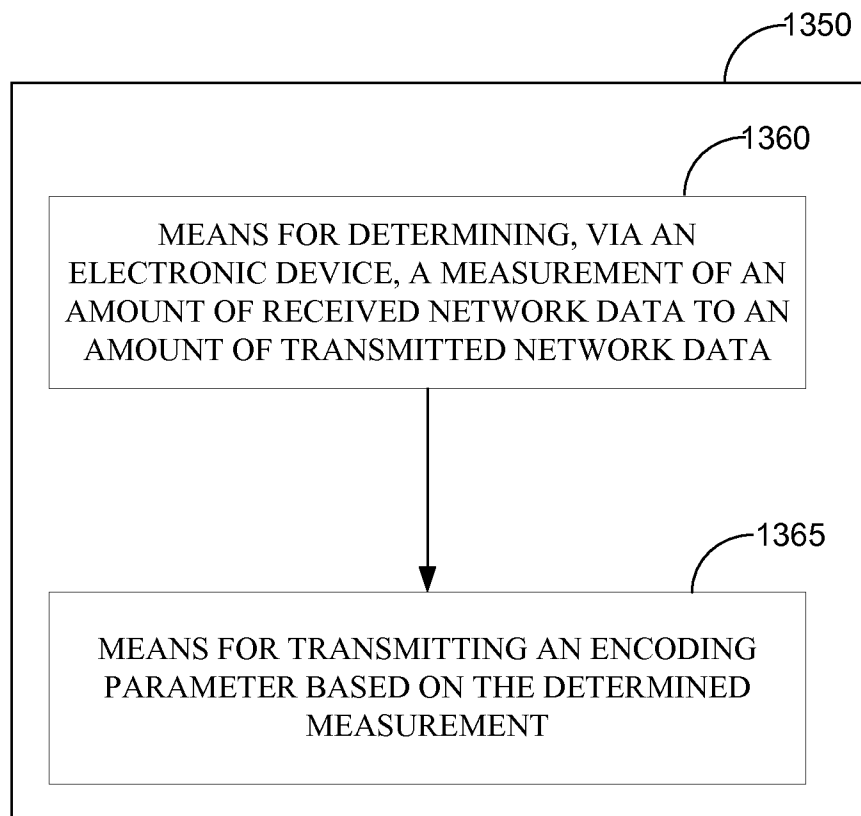 1350
1360
MEANS FOR DETERMINING, VIA AN
ELECTRONIC DEVICE, A MEASUREMENT OF AN
AMOUNT OF RECEIVED NETWORK DATA TO AN
AMOUNT OF TRANSMITTED NETWORK DATA
1365
MEANS FOR TRANSMITTING AN ENCODING
PARAMETER BASED ON THE DETERMINED
MEASUREMENT